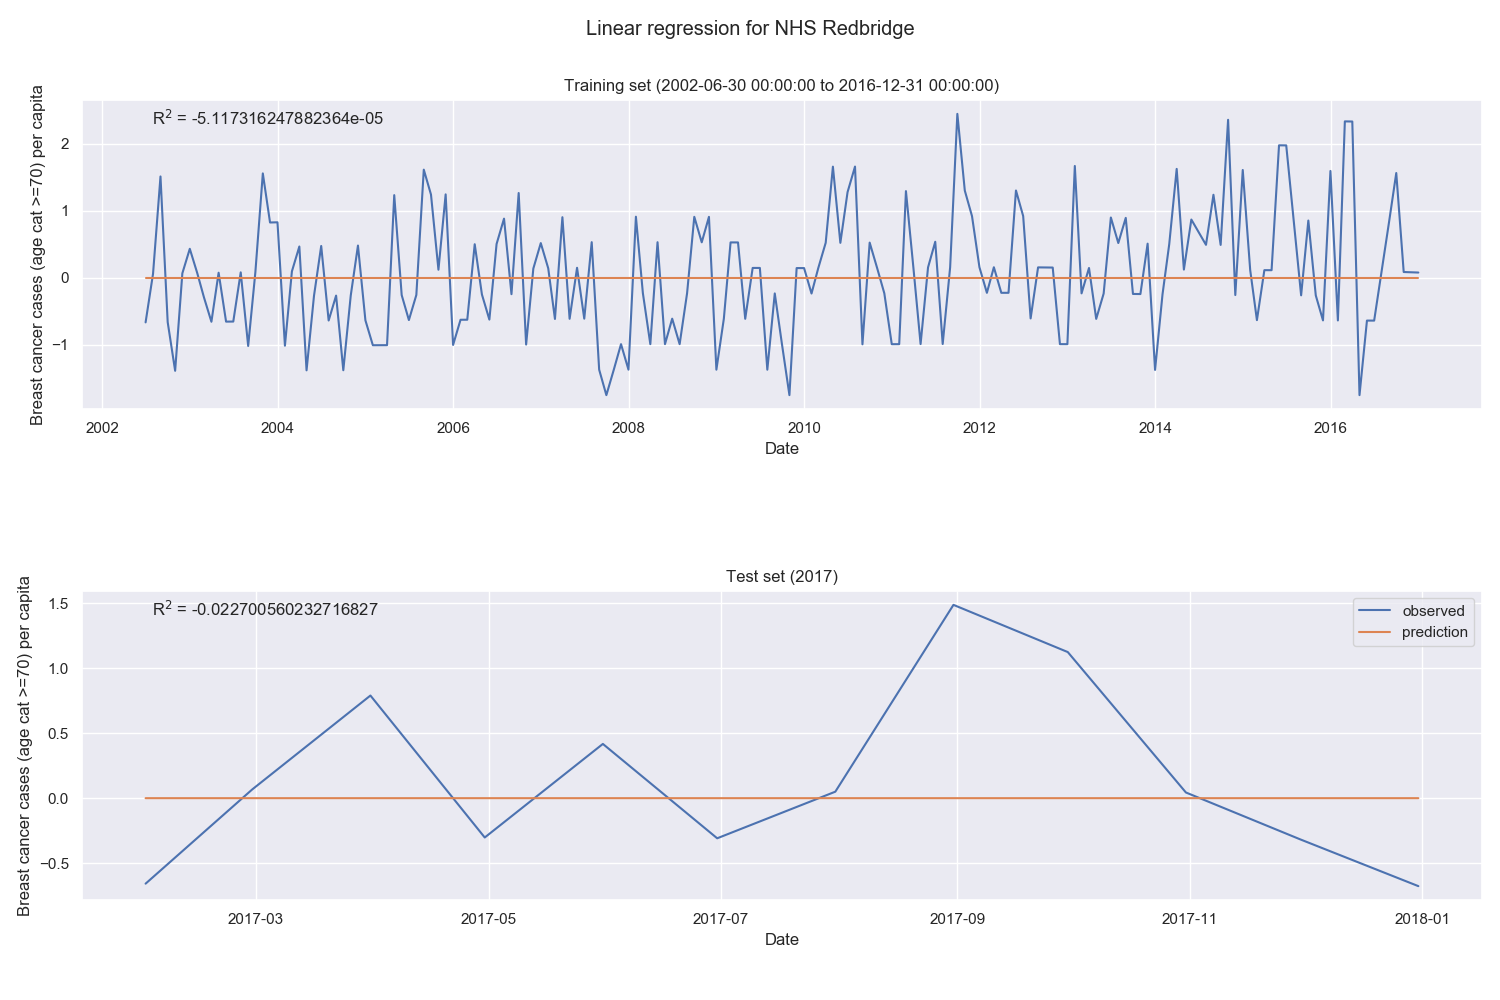 Linear regression for NHS Redbridge
Training set (2002-06-30 00:00:00 to 2016-12-31 00:00:00)
Breast cancer cases (age cat >=70) per capita
R² = -5.117316247882364e-05
2
1
0
−1
2002 2004 2006 2008 2010 2012 2014 2016
Date
Test set (2017)
Breast cancer cases (age cat >=70) per capita
R² = -0.022700560232716827
observed
prediction
1.5
1.0
0.5
0.0
−0.5
2017-03 2017-05 2017-07 2017-09 2017-11 2018-01
Date